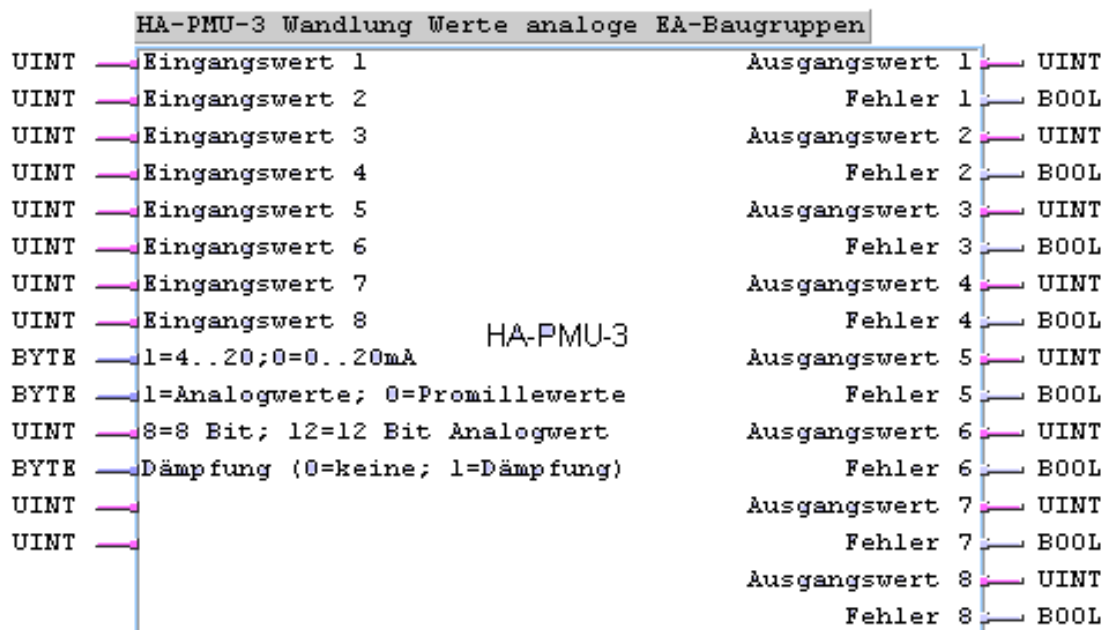 HA-PMU-3 Wandlung Werte analoge EA-Baugruppen
UINT Eingangswert 1 Ausgangswert 1 UINT
UINT Eingangswert 2 Fehler 1 BOOL
UINT Eingangswert 3 Ausgangswert 2 UINT
UINT Eingangswert 4 Fehler 2 BOOL
UINT Eingangswert 5 Ausgangswert 3 UINT
UINT Eingangswert 6 Fehler 3 BOOL
UINT Eingangswert 7 Ausgangswert 4 UINT
UINT Eingangswert 8 Fehler 4 BOOL
HA-PMU-3
BYTE 1=4..20;0=0..20mA Ausgangswert 5 UINT
BYTE 1=Analogwerte; 0=Promillewerte Fehler 5 BOOL
UINT 8=8 Bit; 12=12 Bit Analogwert Ausgangswert 6 UINT
BYTE Dämpfung (0=keine; 1=Dämpfung) Fehler 6 BOOL
UINT Ausgangswert 7 UINT
UINT Fehler 7 BOOL
Ausgangswert 8 UINT
Fehler 8 BOOL